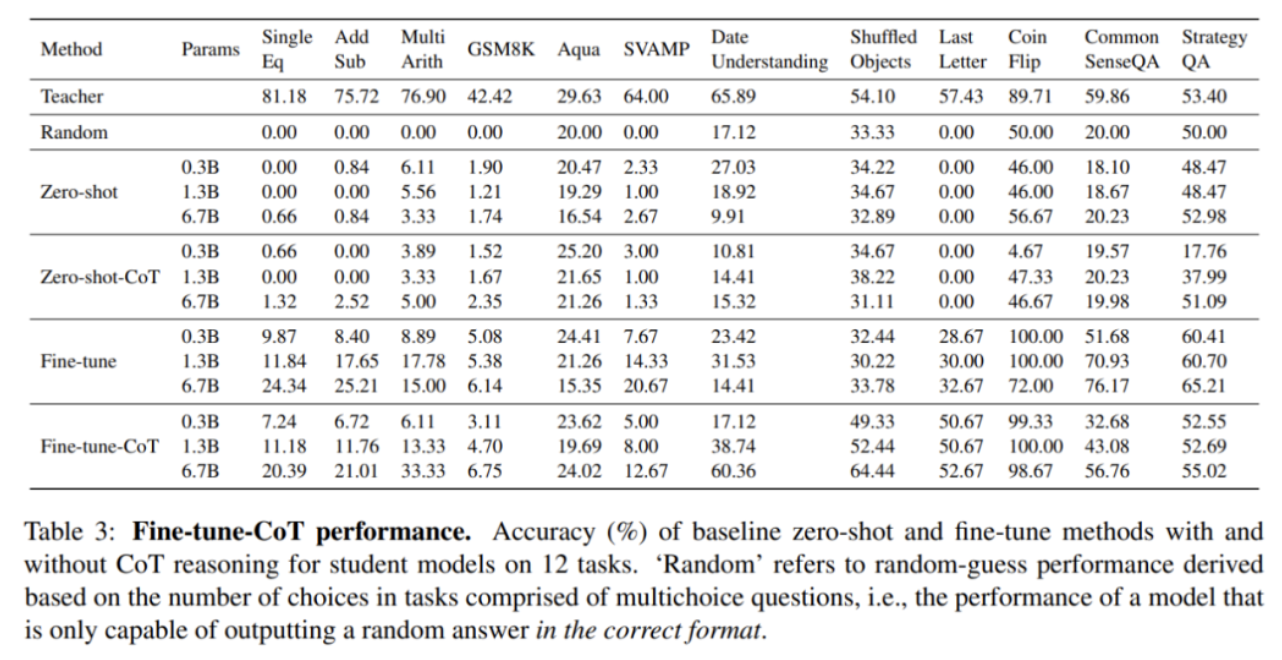 Method Params Single Eq Add Sub Multi Arith GSM8K Aqua SVAMP Date Understanding Shuffled Objects Last Letter Coin Flip Common SenseQA Strategy QA
Teacher 81.18 75.72 76.90 42.42 29.63 64.00 65.89 54.10 57.43 89.71 59.86 53.40
Random 0.00 0.00 0.00 0.00 20.00 0.00 17.12 33.33 0.00 50.00 20.00 50.00
0.3B 0.00 0.84 6.11 1.90 20.47 2.33 27.03 34.22 0.00 46.00 18.10 48.47
Zero-shot 1.3B 0.00 0.00 5.56 1.21 19.29 1.00 18.92 34.67 0.00 46.00 18.67 48.47
6.7B 0.66 0.84 3.33 1.74 16.54 2.67 9.91 32.89 0.00 56.67 20.23 52.98
0.3B 0.66 0.00 3.89 1.52 25.20 3.00 10.81 34.67 0.00 4.67 19.57 17.76
Zero-shot-CoT 1.3B 0.00 0.00 3.33 1.67 21.65 1.00 14.41 38.22 0.00 47.33 20.23 37.99
6.7B 1.32 2.52 5.00 2.35 21.26 1.33 15.32 31.11 0.00 46.67 19.98 51.09
0.3B 9.87 8.40 8.89 5.08 24.41 7.67 23.42 32.44 28.67 100.00 51.68 60.41
Fine-tune 1.3B 11.84 17.65 17.78 5.38 21.26 14.33 31.53 30.22 30.00 100.00 70.93 60.70
6.7B 24.34 25.21 15.00 6.14 15.35 20.67 14.41 33.78 32.67 72.00 76.17 65.21
0.3B 7.24 6.72 6.11 3.11 23.62 5.00 17.12 49.33 50.67 99.33 32.68 52.55
Fine-tune-CoT 1.3B 11.18 11.76 13.33 4.70 19.69 8.00 38.74 52.44 50.67 100.00 43.08 52.69
6.7B 20.39 21.01 33.33 6.75 24.02 12.67 60.36 64.44 52.67 98.67 56.76 55.02
Table 3: Fine-tune-CoT performance. Accuracy (%) of baseline zero-shot and fine-tune methods with and
without CoT reasoning for student models on 12 tasks. ‘Random’ refers to random-guess performance derived
based on the number of choices in tasks comprised of multichoice questions, i.e., the performance of a model that
is only capable of outputting a random answer in the correct format.